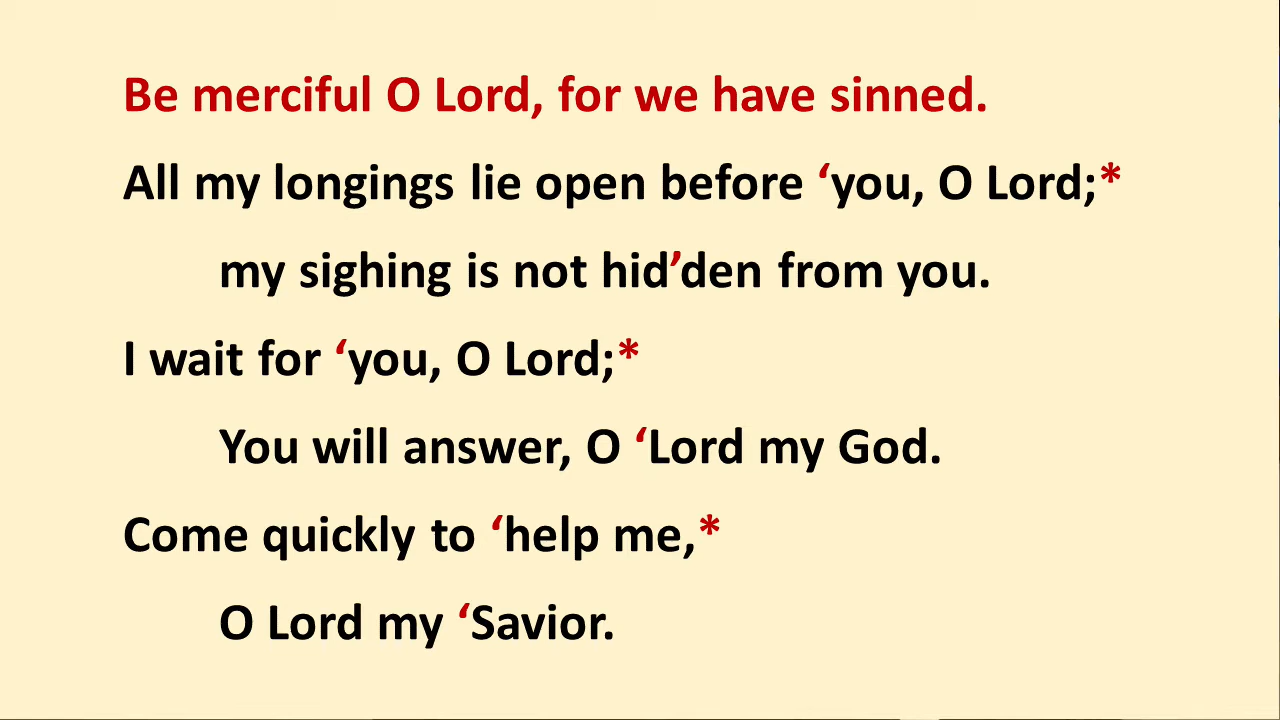 Be merciful O Lord, for we have sinned.
All my longings lie open before ‘you, O Lord;*
my sighing is not hid’den from you.
I wait for ‘you, O Lord;*
You will answer, O ‘Lord my God.
Come quickly to ‘help me,*
O Lord my ‘Savior.